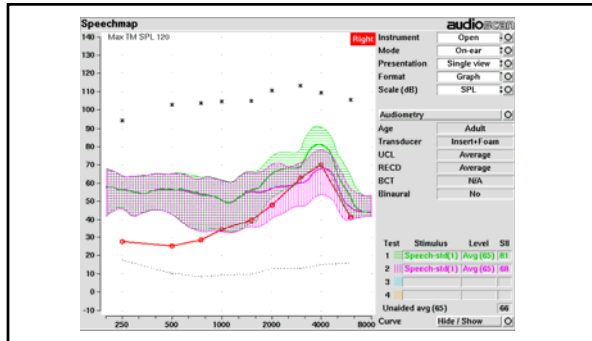 Speechmap audioscan
140 Max TM SPL 120 Right
130
120
110
100
90
80
70
60
50
40
30
20
10
0
-10
250 500 1000 2000 4000 8000
Instrument Open
Mode On-ear
Presentation Single view
Format Graph
Scale (dB) SPL
Audiometry
Age Adult
Transducer Insert+Foam
UCL Average
RECD Average
BCT N/A
Binaural No
Test Stimulus Level SII
1 Speech-std(1) Avg (65) 81
2 Speech-std(1) Avg (65) 68
3
4
Unaided avg (65) 66
Curve Hide / Show